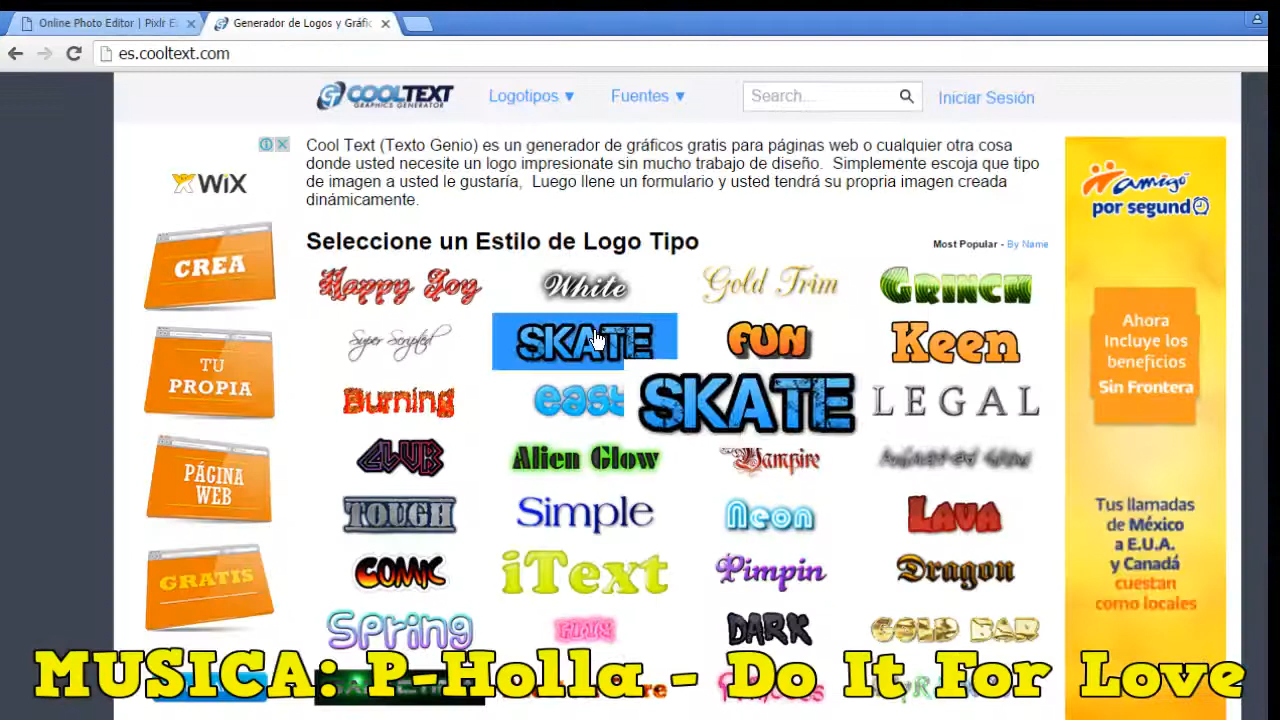 Online Photo Editor | Pixlr E
Generador de Logos y Gráfic
es.cooltext.com
COOLTEXT
GRAPHICS GENERATOR
Logotipos ▼
Fuentes ▼
Search....
Iniciar Sesión
Cool Text (Texto Genio) es un generador de gráficos gratis para páginas web o cualquier otra cosa
donde usted necesite un logo impresionate sin mucho trabajo de diseño. Simplemente escoja que tipo
de imagen a usted le gustaría, Luego llene un formulario y usted tendrá su propria imagen creada
dinámicamente.
WiX
CREA
TU
PROPIA
PÁGINA
WEB
GRATIS
Seleccione un Estilo de Logo Tipo
Most Popular - By Name
Happy Joy White Gold Trim GRINCH
Super Scripted SKATE FUN Keen
Burning east SKATE LEGAL
CLUB Alien Glow Vampire
TOUGH Simple Neon LAVA
COMIC iText Pimpin Dragon
Spring PINK DARK GOLD BAR
amigo
por segundo
Ahora
Incluye los
beneficios
Sin Frontera
Tus llamadas
de México
a E.U.A.
y Canadá
cuestan
como locales
MUSICA: P-Holla - Do It For Love